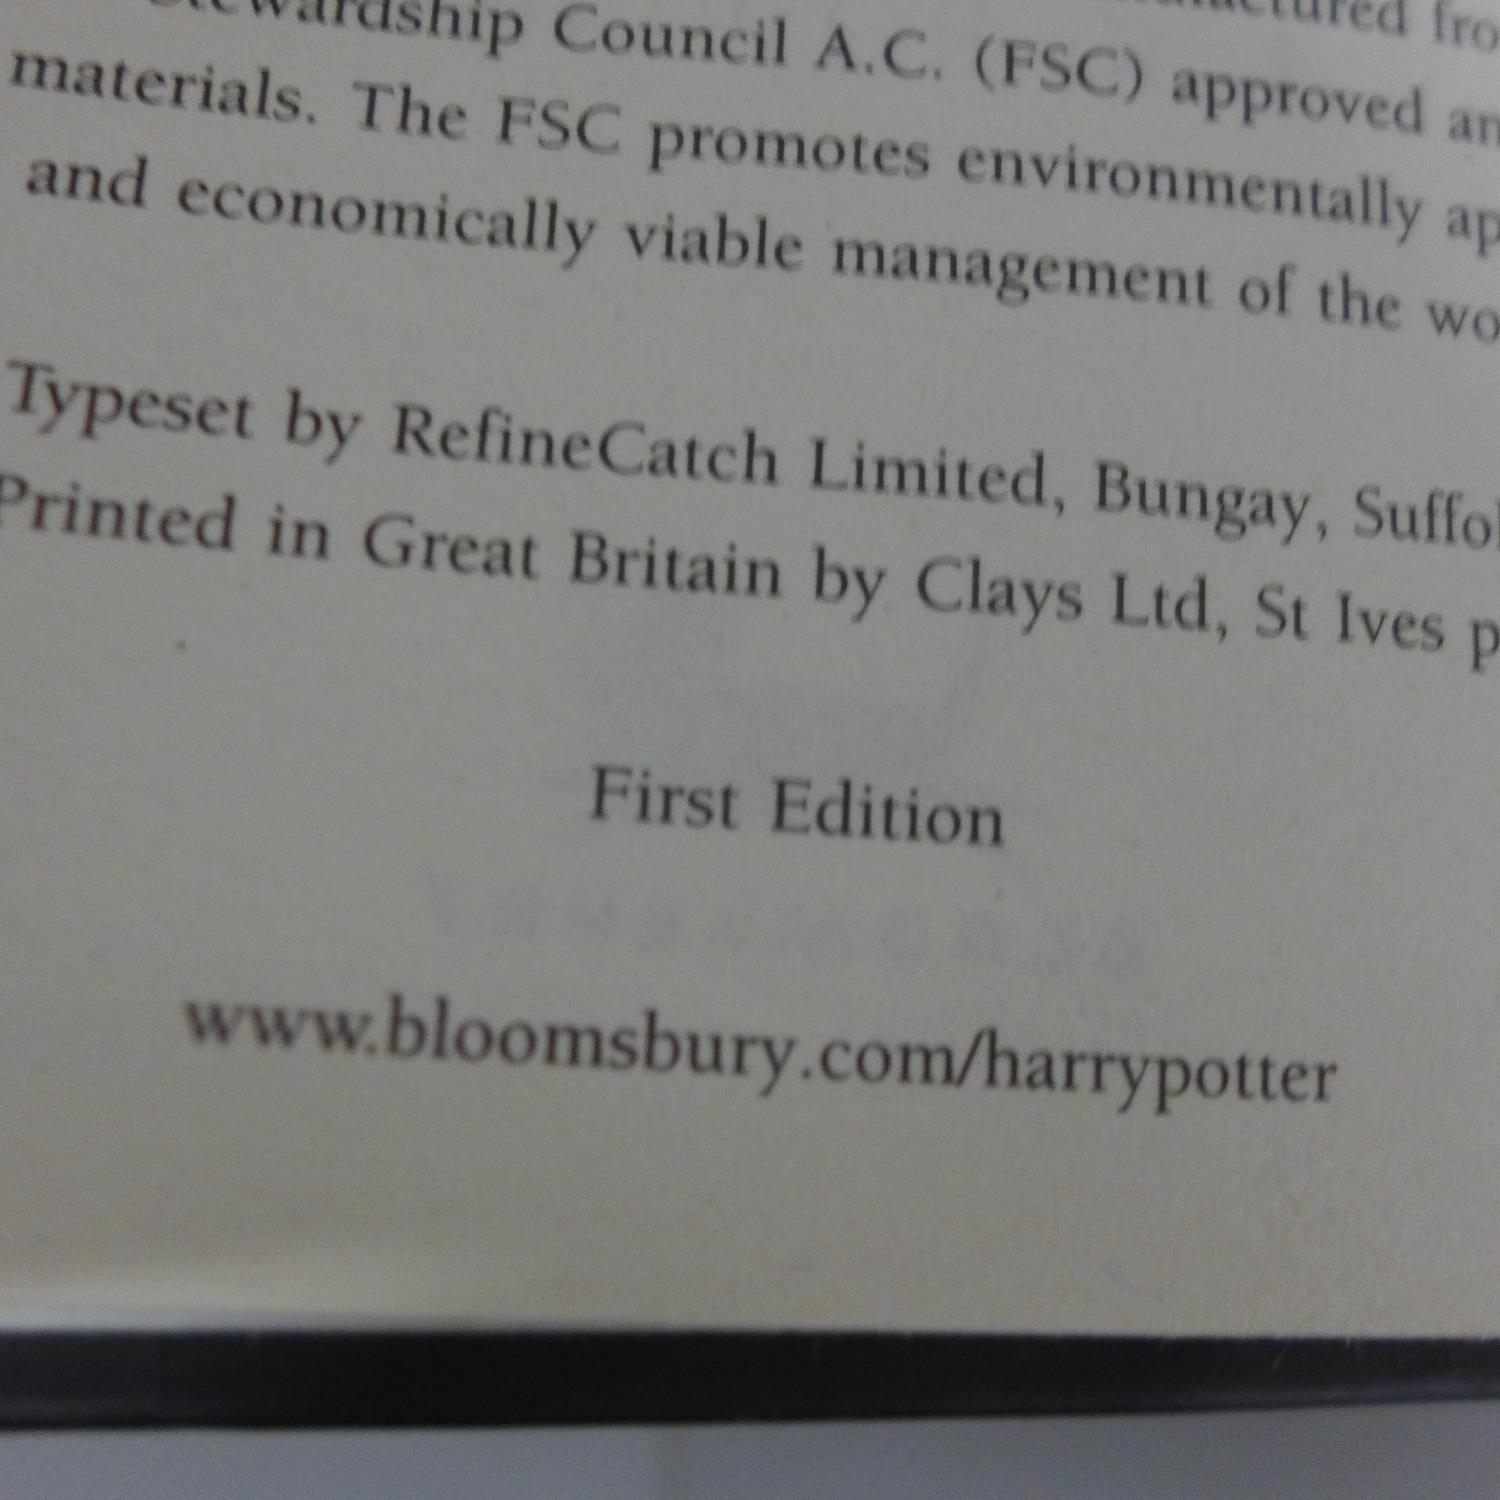 Stewardship Council A.C. (FSC) approved
materials. The FSC promotes environmentally
and economically viable management of the
Typeset by RefineCatch Limited, Bungay,
Printed in Great Britain by Clays Ltd, St Ives
First Edition
www.bloomsbury.com/harrypotter